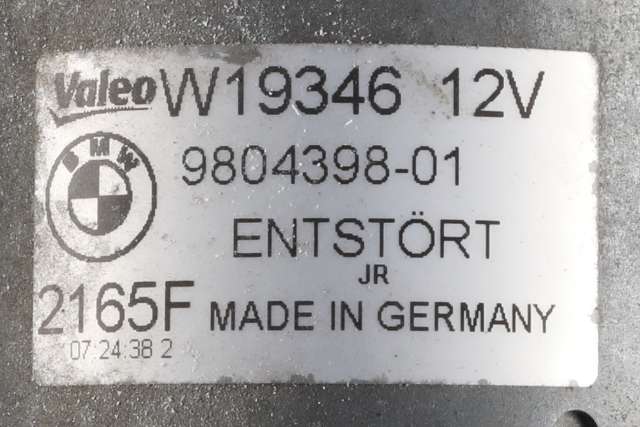 Valeo W19346 12V
BMW
9804398-01
ENTSTÖRT
JR
2165F MADE IN GERMANY
07:24:38 2